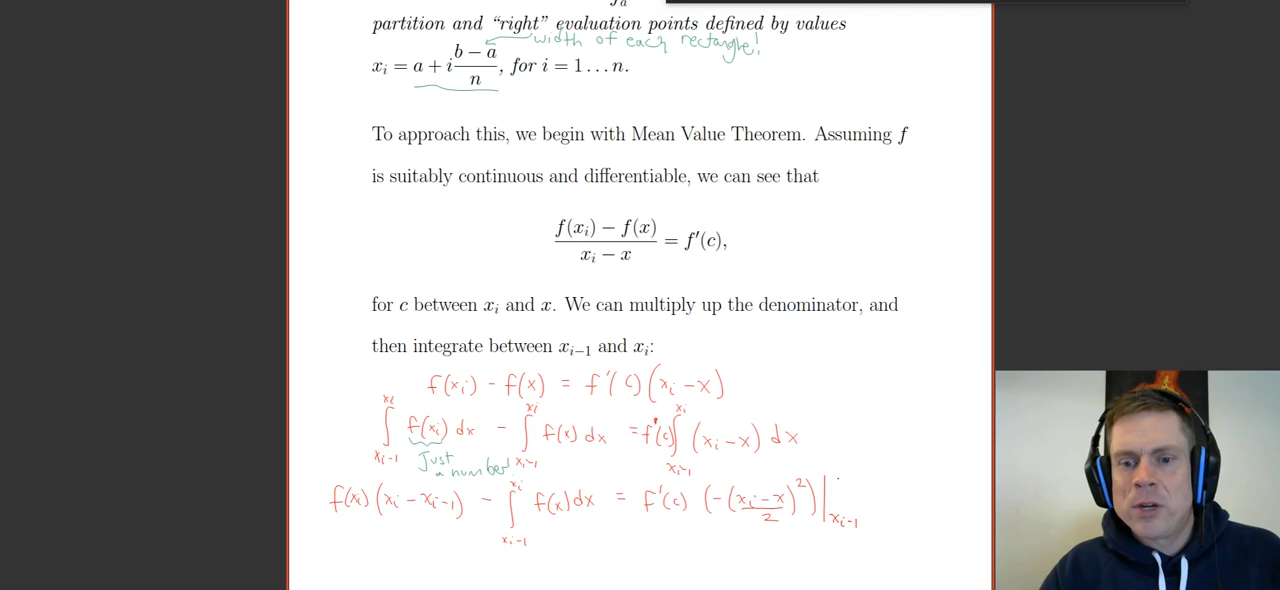 partition and “right” evaluation points defined by values
width of each rectangle!
x_i = a + i (b − a)/n, for i = 1 . . . n.
To approach this, we begin with Mean Value Theorem. Assuming f
is suitably continuous and differentiable, we can see that
(f(x_i) − f(x))/(x_i − x) = f′(c),
for c between x_i and x. We can multiply up the denominator, and
then integrate between x_{i−1} and x_i:
f(x_i) - f(x) = f'(c)(x_i - x)
∫_{x_{i-1}}^{x_i} f(x_i) dx - ∫_{x_{i-1}}^{x_i} f(x) dx = f'(c) ∫_{x_{i-1}}^{x_i} (x_i - x) dx
Just
a number!
f(x_i)(x_i - x_{i-1}) - ∫_{x_{i-1}}^{x_i} f(x) dx = f'(c) (-(x_i - x)^2/2)|_{x_{i-1}}